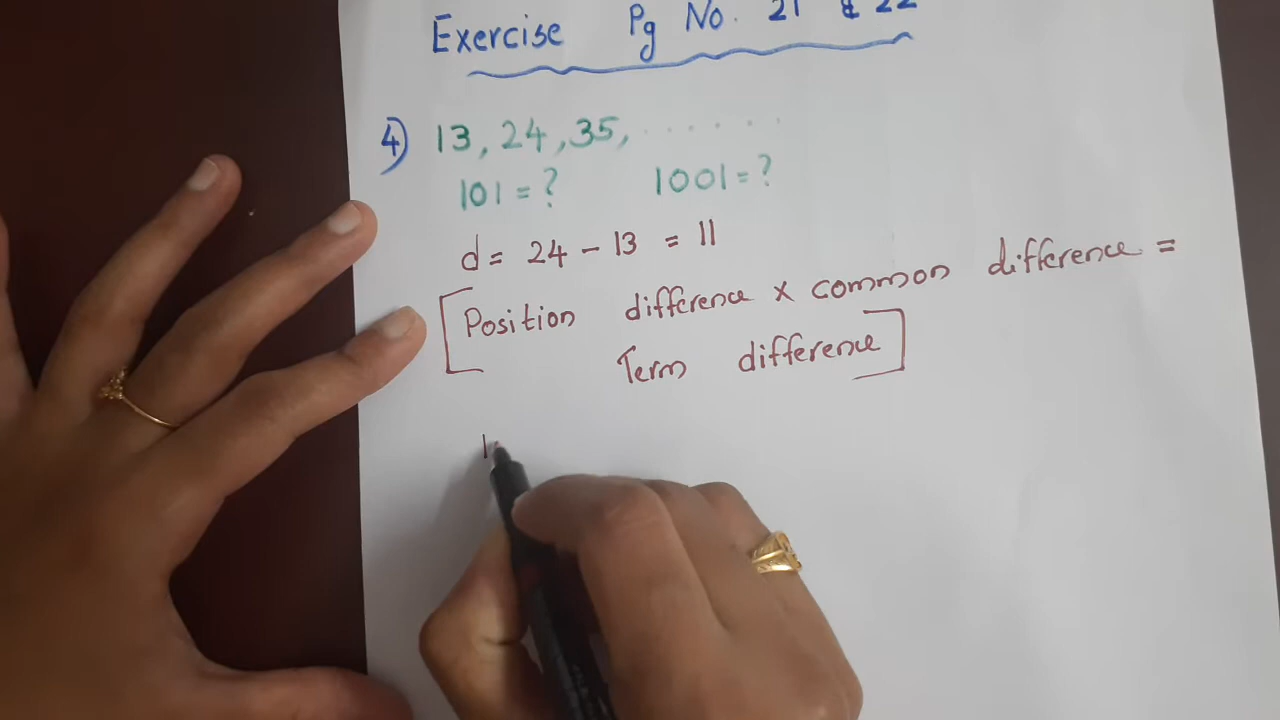 Exercise Pg No. 21 & 22
4) 13, 24, 35, .......
101 = ? 1001 = ?
d = 24 - 13 = 11
[Position difference x common difference =
Term difference]
1